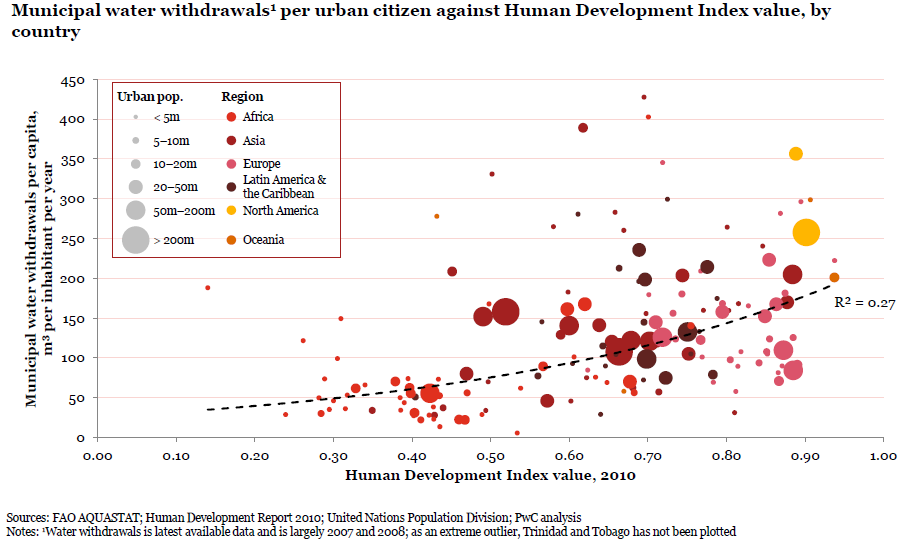 Municipal water withdrawals¹ per urban citizen against Human Development Index value, by
country
Municipal water withdrawals per capita,
m³ per inhabitant per year
450
400
350
300
250
200
150
100
50
0
Urban pop.
< 5m
5–10m
10–20m
20–50m
50m–200m
> 200m
Region
Africa
Asia
Europe
Latin America &
the Caribbean
North America
Oceania
R² = 0.27
0.00 0.10 0.20 0.30 0.40 0.50 0.60 0.70 0.80 0.90 1.00
Human Development Index value, 2010
Sources: FAO AQUASTAT; Human Development Report 2010; United Nations Population Division; PwC analysis
Notes: ¹Water withdrawals is latest available data and is largely 2007 and 2008; as an extreme outlier, Trinidad and Tobago has not been plotted